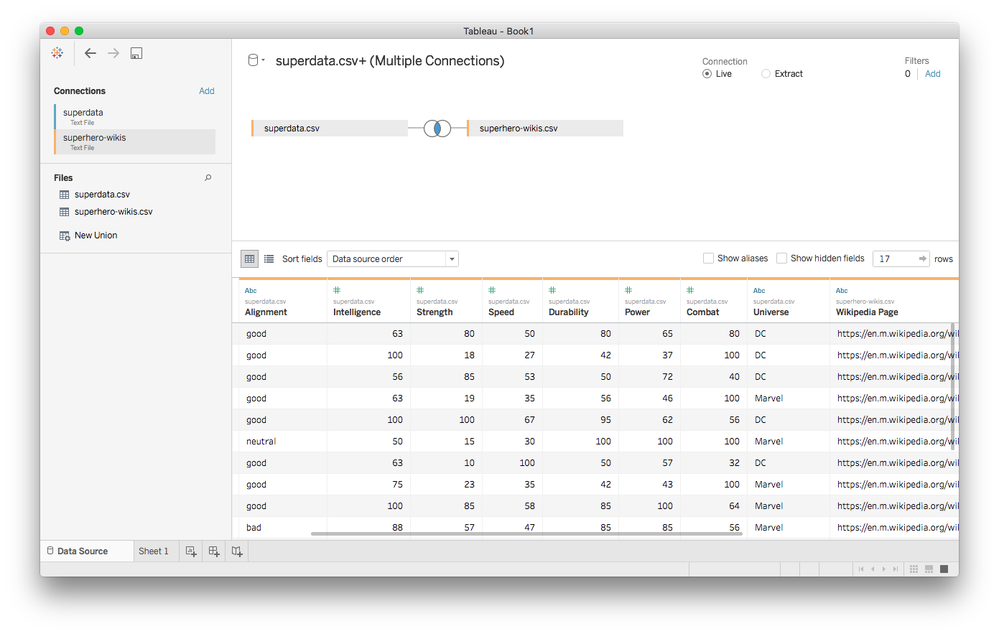 Tableau - Book1
Connections Add
superdata
Text File
superhero-wikis
Text File
Files
superdata.csv
superhero-wikis.csv
New Union
superdata.csv+ (Multiple Connections)
Connection
Live Extract
Filters
0 Add
superdata.csv superhero-wikis.csv
Sort fields Data source order Show aliases Show hidden fields 17 rows
Abc # # # # # # Abc Abc
superdata.csv superdata.csv superdata.csv superdata.csv superdata.csv superdata.csv superdata.csv superdata.csv superhero-wikis.csv
Alignment Intelligence Strength Speed Durability Power Combat Universe Wikipedia Page
good 63 80 50 80 65 80 DC https://en.m.wikipedia.org/wil
good 100 18 27 42 37 100 DC https://en.m.wikipedia.org/wil
good 56 85 53 50 72 40 DC https://en.m.wikipedia.org/wil
good 63 19 35 56 46 100 Marvel https://en.m.wikipedia.org/wil
good 100 100 67 95 62 56 DC https://en.m.wikipedia.org/wil
neutral 50 15 30 100 100 100 Marvel https://en.m.wikipedia.org/wil
good 63 10 100 50 57 32 DC https://en.m.wikipedia.org/wil
good 75 23 35 42 43 100 Marvel https://en.m.wikipedia.org/wil
good 100 85 58 85 100 64 Marvel https://en.m.wikipedia.org/wil
bad 88 57 47 85 85 56 Marvel https://en.m.wikipedia.org/wil
Data Source Sheet 1